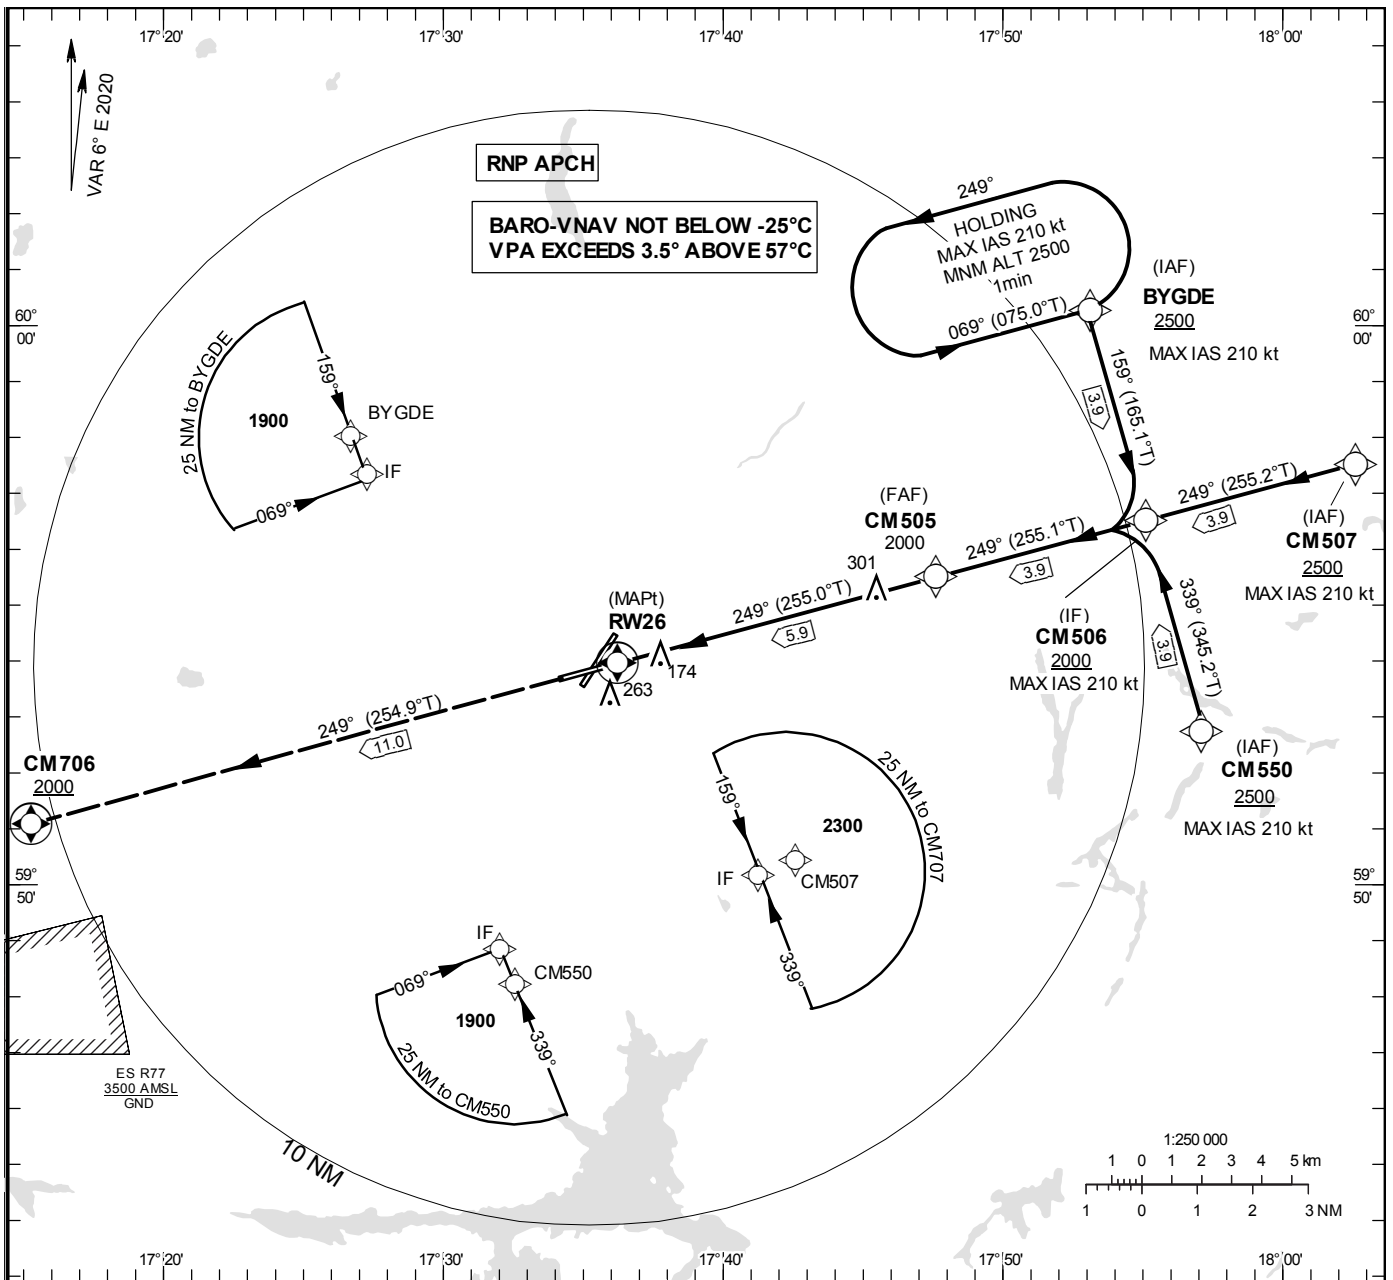 17°20'
17°30'
17°40'
17°50'
18°00'
VAR 6° E 2020
RNP APCH
BARO-VNAV NOT BELOW -25°C
VPA EXCEEDS 3.5° ABOVE 57°C
249°
HOLDING
MAX IAS 210 kt
MNM ALT 2500
1min
069° (075.0°T)
(IAF)
BYGDE
2500
MAX IAS 210 kt
60°
00'
60°
00'
159° (165.1°T)
3.9
25 NM to BYGDE
159°
1900
BYGDE
IF
069°
249° (255.2°T)
3.9
(IAF)
CM507
2500
MAX IAS 210 kt
(FAF)
CM505
2000
249° (255.1°T)
3.9
301
(IF)
CM506
2000
MAX IAS 210 kt
339° (345.2°T)
3.9
(IAF)
CM550
2500
MAX IAS 210 kt
(MAPt)
RW26
249° (255.0°T)
5.9
174
263
249° (254.9°T)
11.0
CM706
2000
159°
25 NM to CM707
2300
IF
CM507
339°
59°
50'
59°
50'
IF
CM550
069°
1900
339°
25 NM to CM550
ES R77
3500 AMSL
GND
10 NM
1:250 000
1 0 1 2 3 4 5 km
1 0 1 2 3 NM
17°20'
17°30'
17°40'
17°50'
18°00'